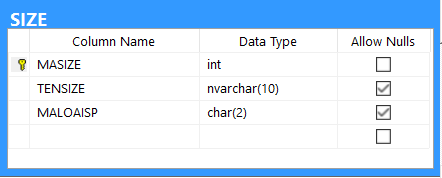 SIZE
Column Name Data Type Allow Nulls
MASIZE int
TENSIZE nvarchar(10)
MALOAISP char(2)